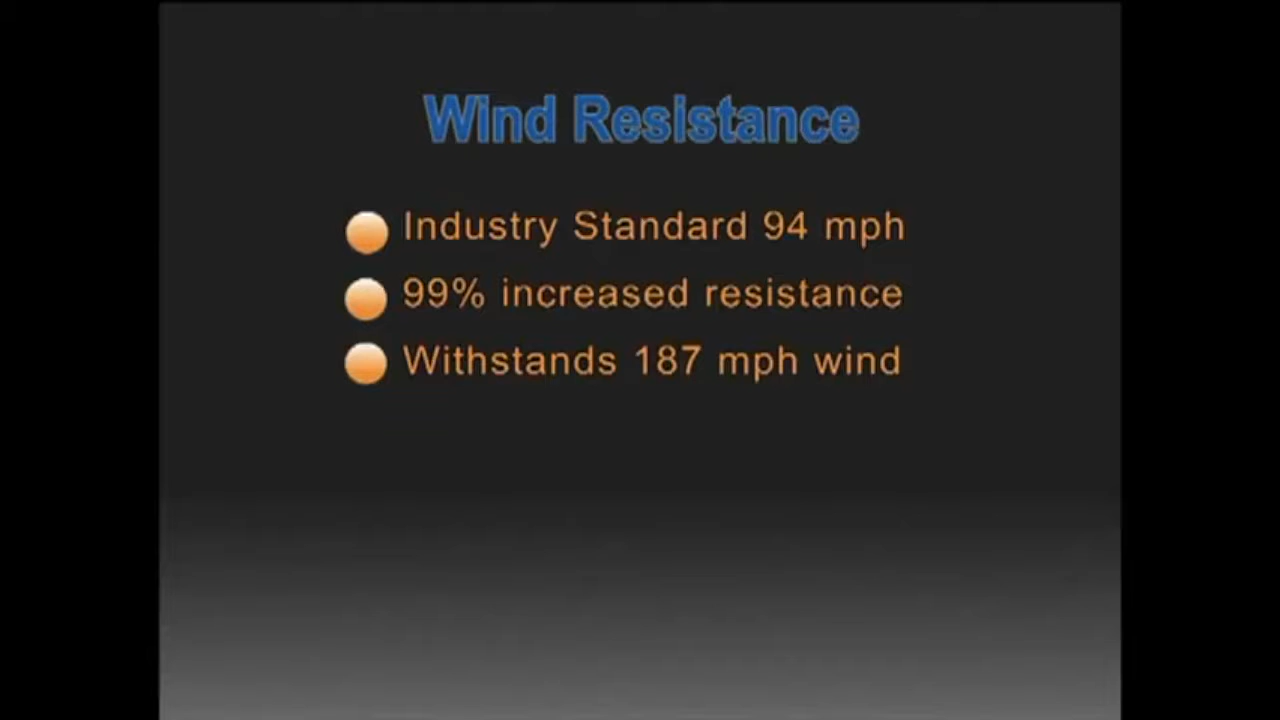 Wind Resistance
Industry Standard 94 mph
99% increased resistance
Withstands 187 mph wind